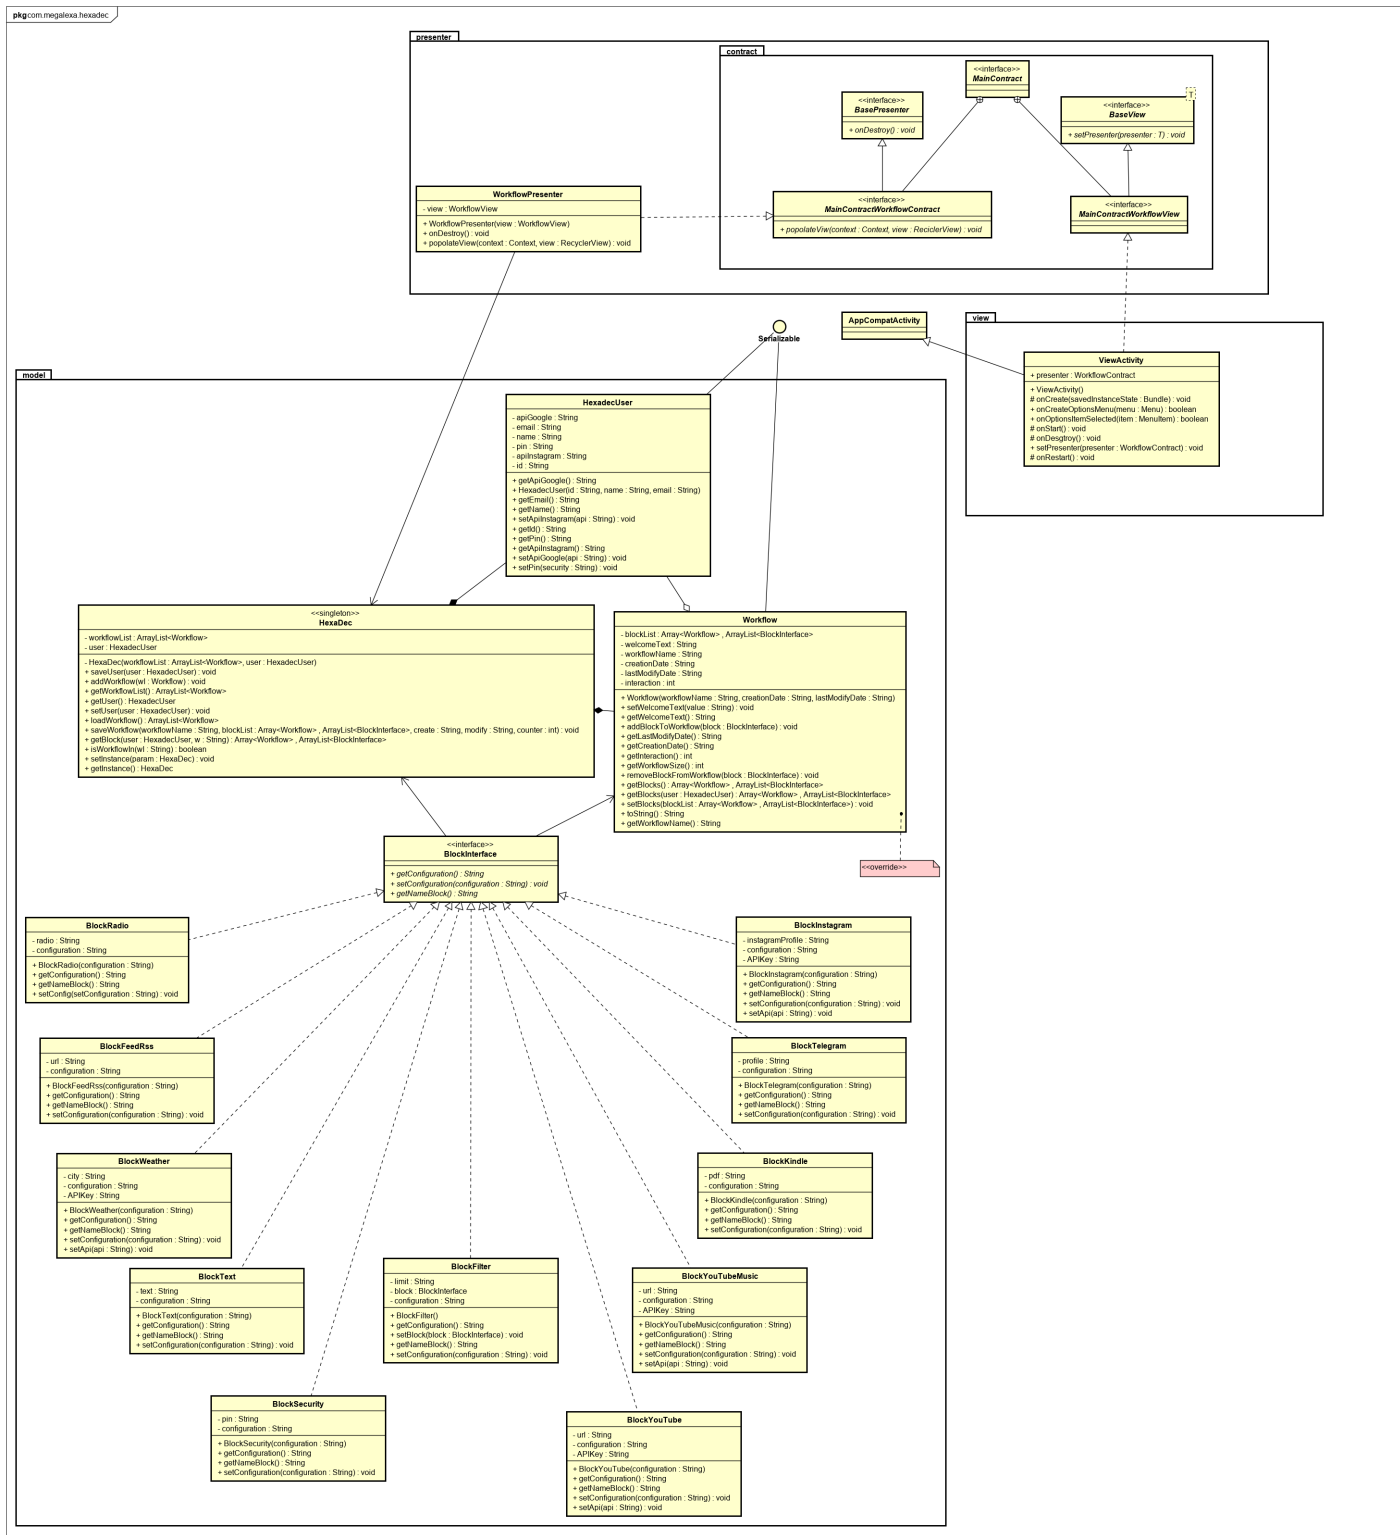 pkg com.megalexa.hexadec
presenter
contract
<<interface>>
MainContract
<<interface>>
BasePresenter
+ onDestroy() : void
T
<<interface>>
BaseView
+ setPresenter(presenter : T) : void
WorkflowPresenter
- view : WorkflowView
+ WorkflowPresenter(view : WorkflowView)
+ onDestroy() : void
+ popolateView(context : Context, view : RecyclerView) : void
<<interface>>
MainContractWorkflowContract
+ popolateViw(context : Context, view : ReciclerView) : void
<<interface>>
MainContractWorkflowView
Serializable
AppCompatActivity
view
ViewActivity
+ presenter : WorkflowContract
+ ViewActivity()
# onCreate(savedInstanceState : Bundle) : void
+ onCreateOptionsMenu(menu : Menu) : boolean
+ onOptionsItemSelected(item : MenuItem) : boolean
# onStart() : void
# onDesgtroy() : void
+ setPresenter(presenter : WorkflowContract) : void
# onRestart() : void
model
HexadecUser
- apiGoogle : String
- email : String
- name : String
- pin : String
- apiInstagram : String
- id : String
+ getApiGoogle() : String
+ HexadecUser(id : String, name : String, email : String)
+ getEmail() : String
+ getName() : String
+ setApiInstagram(api : String) : void
+ getId() : String
+ getPin() : String
+ getApiInstagram() : String
+ setApiGoogle(api : String) : void
+ setPin(security : String) : void
<<singleton>>
HexaDec
- workflowList : ArrayList<Workflow>
- user : HexadecUser
- HexaDec(workflowList : ArrayList<Workflow>, user : HexadecUser)
+ saveUser(user : HexadecUser) : void
+ addWorkflow(wl : Workflow) : void
+ getWorkflowList() : ArrayList<Workflow>
+ getUser() : HexadecUser
+ setUser(user : HexadecUser) : void
+ loadWorkflow() : ArrayList<Workflow>
+ saveWorkflow(workflowName : String, blockList : Array<Workflow> , ArrayList<BlockInterface>, create : String, modify : String, counter : int) : void
+ getBlock(user : HexadecUser, w : String) : Array<Workflow> , ArrayList<BlockInterface>
+ isWorkflowIn(wl : String) : boolean
+ setInstance(param : HexaDec) : void
+ getInstance() : HexaDec
Workflow
- blockList : Array<Workflow> , ArrayList<BlockInterface>
- welcomeText : String
- workflowName : String
- creationDate : String
- lastModifyDate : String
- interaction : int
+ Workflow(workflowName : String, creationDate : String, lastModifyDate : String)
+ setWelcomeText(value : String) : void
+ getWelcomeText() : String
+ addBlockToWorkflow(block : BlockInterface) : void
+ getLastModifyDate() : String
+ getCreationDate() : String
+ getInteraction() : int
+ getWorkflowSize() : int
+ removeBlockFromWorkflow(block : BlockInterface) : void
+ getBlocks() : Array<Workflow> , ArrayList<BlockInterface>
+ getBlocks(user : HexadecUser) : Array<Workflow> , ArrayList<BlockInterface>
+ setBlocks(blockList : Array<Workflow> , ArrayList<BlockInterface>) : void
+ toString() : String
+ getWorkflowName() : String
<<override>>
<<interface>>
BlockInterface
+ getConfiguration() : String
+ setConfiguration(configuration : String) : void
+ getNameBlock() : String
BlockRadio
- radio : String
- configuration : String
+ BlockRadio(configuration : String)
+ getConfiguration() : String
+ getNameBlock() : String
+ setConfig(setConfiguration : String) : void
BlockInstagram
- instagramProfile : String
- configuration : String
- APIKey : String
+ BlockInstagram(configuration : String)
+ getConfiguration() : String
+ getNameBlock() : String
+ setConfiguration(configuration : String) : void
+ setApi(api : String) : void
BlockFeedRss
- url : String
- configuration : String
+ BlockFeedRss(configuration : String)
+ getConfiguration() : String
+ getNameBlock() : String
+ setConfiguration(configuration : String) : void
BlockTelegram
- profile : String
- configuration : String
+ BlockTelegram(configuration : String)
+ getConfiguration() : String
+ getNameBlock() : String
+ setConfiguration(configuration : String) : void
BlockWeather
- city : String
- configuration : String
- APIKey : String
+ BlockWeather(configuration : String)
+ getConfiguration() : String
+ getNameBlock() : String
+ setConfiguration(configuration : String) : void
+ setApi(api : String) : void
BlockKindle
- pdf : String
- configuration : String
+ BlockKindle(configuration : String)
+ getConfiguration() : String
+ getNameBlock() : String
+ setConfiguration(configuration : String) : void
BlockText
- text : String
- configuration : String
+ BlockText(configuration : String)
+ getConfiguration() : String
+ getNameBlock() : String
+ setConfiguration(configuration : String) : void
BlockFilter
- limit : String
- block : BlockInterface
- configuration : String
+ BlockFilter()
+ getConfiguration() : String
+ setBlock(block : BlockInterface) : void
+ getNameBlock() : String
+ setConfiguration(configuration : String) : void
BlockYouTubeMusic
- url : String
- configuration : String
- APIKey : String
+ BlockYouTubeMusic(configuration : String)
+ getConfiguration() : String
+ getNameBlock() : String
+ setConfiguration(configuration : String) : void
+ setApi(api : String) : void
BlockSecurity
- pin : String
- configuration : String
+ BlockSecurity(configuration : String)
+ getConfiguration() : String
+ getNameBlock() : String
+ setConfiguration(configuration : String) : void
BlockYouTube
- url : String
- configuration : String
- APIKey : String
+ BlockYouTube(configuration : String)
+ getConfiguration() : String
+ getNameBlock() : String
+ setConfiguration(configuration : String) : void
+ setApi(api : String) : void